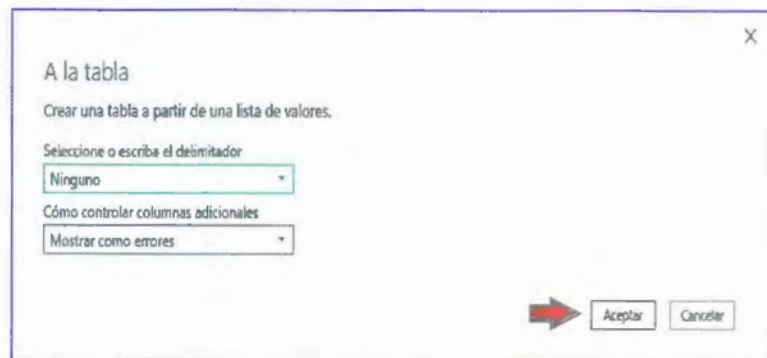 A la tabla
Crear una tabla a partir de una lista de valores.
Seleccione o escriba el delimitador
Ninguno
Cómo controlar columnas adicionales
Mostrar como errores
Aceptar Cancelar